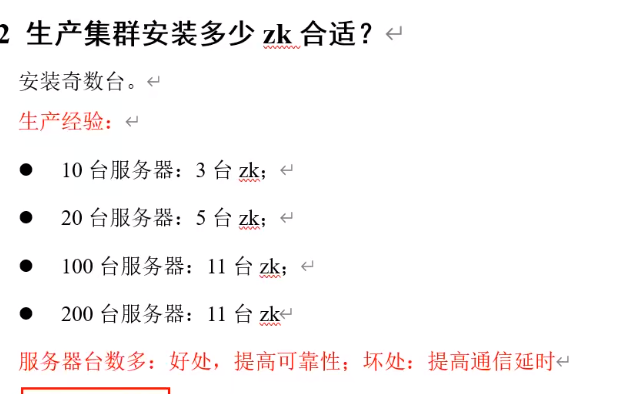 2 生产集群安装多少 zk 合适？
安装奇数台。
生产经验：
● 10 台服务器：3 台 zk；
● 20 台服务器：5 台 zk；
● 100 台服务器：11 台 zk；
● 200 台服务器：11 台 zk
服务器台数多：好处，提高可靠性；坏处：提高通信延时